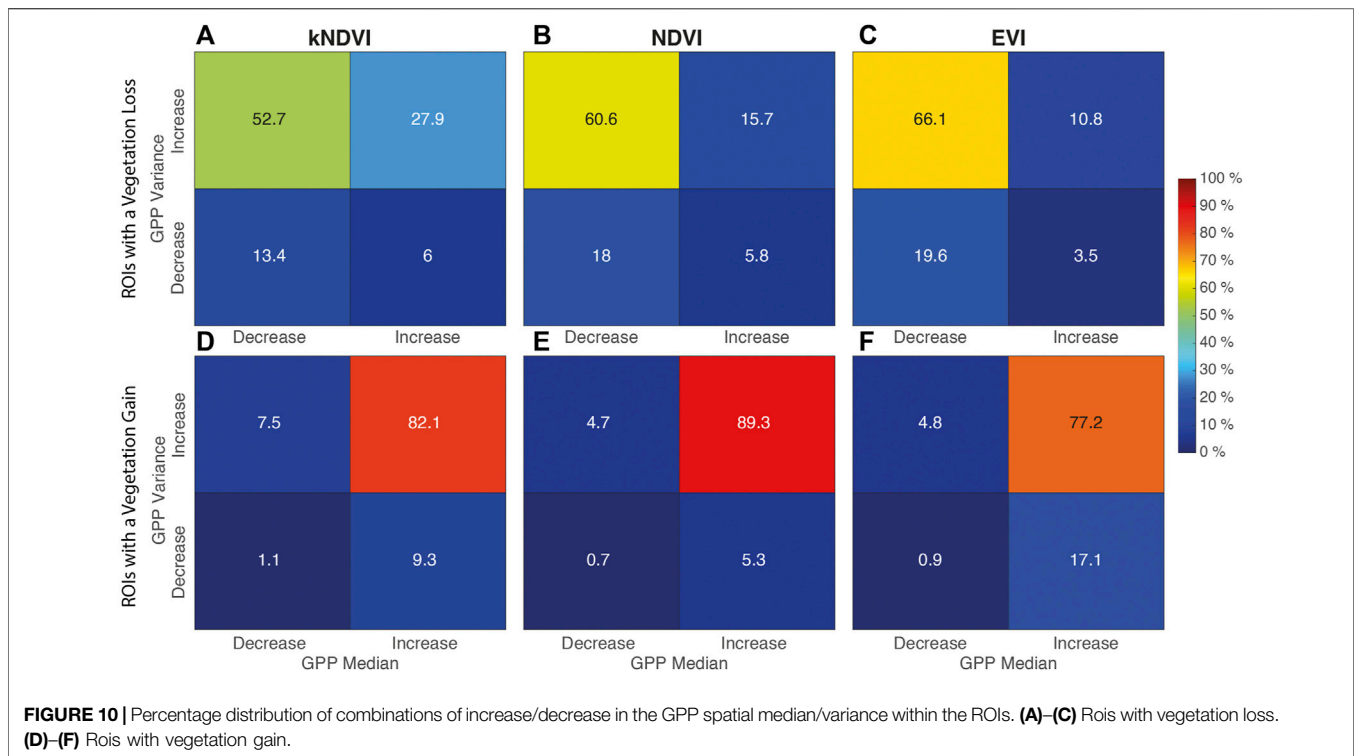 A kNDVI
B NDVI
C EVI
ROIs with a Vegetation Loss
GPP Variance
Increase
Decrease
52.7 27.9
13.4 6
60.6 15.7
18 5.8
66.1 10.8
19.6 3.5
Decrease Increase
Decrease Increase
Decrease Increase
100 %
90 %
80 %
70 %
60 %
50 %
40 %
30 %
20 %
10 %
0 %
D
E
F
ROIs with a Vegetation Gain
GPP Variance
Increase
Decrease
7.5 82.1
1.1 9.3
4.7 89.3
0.7 5.3
4.8 77.2
0.9 17.1
Decrease Increase
GPP Median
Decrease Increase
GPP Median
Decrease Increase
GPP Median
FIGURE 10 | Percentage distribution of combinations of increase/decrease in the GPP spatial median/variance within the ROIs. (A)–(C) Rois with vegetation loss.
(D)–(F) Rois with vegetation gain.